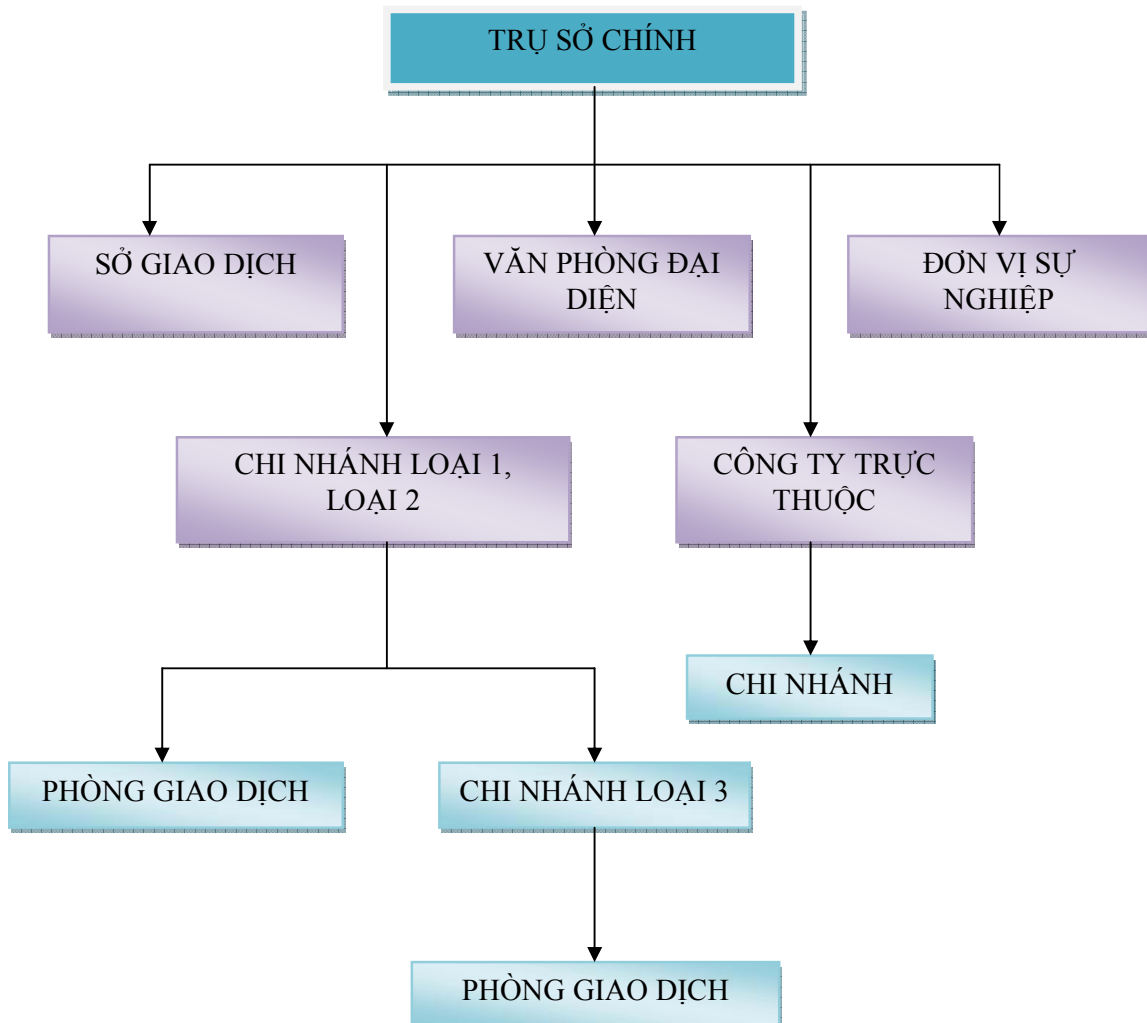 TRỤ SỞ CHÍNH
SỞ GIAO DỊCH
VĂN PHÒNG ĐẠI
DIỆN
ĐƠN VỊ SỰ
NGHIỆP
CHI NHÁNH LOẠI 1,
LOẠI 2
CÔNG TY TRỰC
THUỘC
CHI NHÁNH
PHÒNG GIAO DỊCH
CHI NHÁNH LOẠI 3
PHÒNG GIAO DỊCH